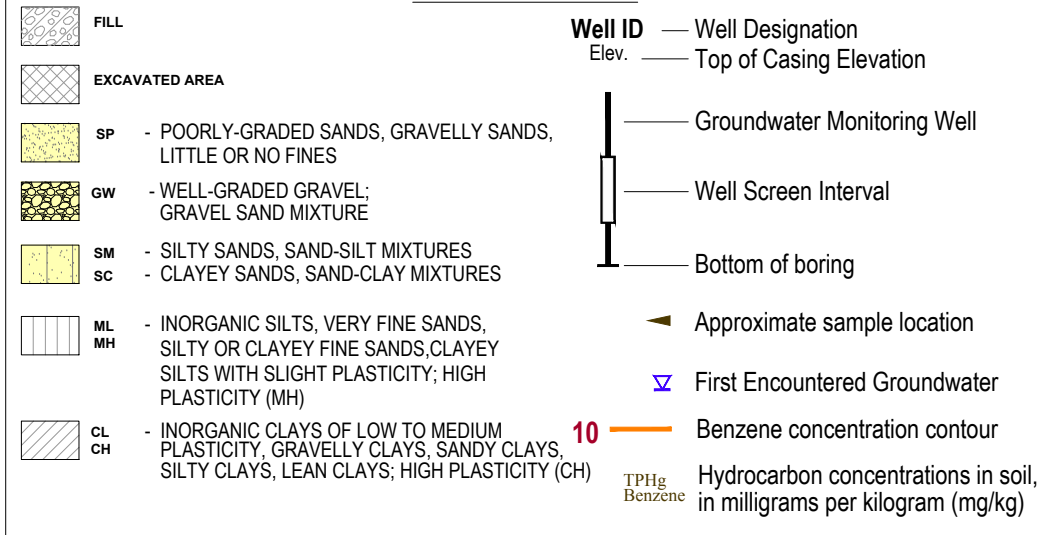 FILL
EXCAVATED AREA
SP - POORLY-GRADED SANDS, GRAVELLY SANDS,
LITTLE OR NO FINES
GW - WELL-GRADED GRAVEL;
GRAVEL SAND MIXTURE
SM - SILTY SANDS, SAND-SILT MIXTURES
SC - CLAYEY SANDS, SAND-CLAY MIXTURES
ML - INORGANIC SILTS, VERY FINE SANDS,
MH SILTY OR CLAYEY FINE SANDS,CLAYEY
SILTS WITH SLIGHT PLASTICITY; HIGH
PLASTICITY (MH)
CL - INORGANIC CLAYS OF LOW TO MEDIUM
CH PLASTICITY, GRAVELLY CLAYS, SANDY CLAYS,
SILTY CLAYS, LEAN CLAYS; HIGH PLASTICITY (CH)
Well ID Well Designation
Elev. Top of Casing Elevation
Groundwater Monitoring Well
Well Screen Interval
Bottom of boring
Approximate sample location
First Encountered Groundwater
10 Benzene concentration contour
TPHg Hydrocarbon concentrations in soil,
Benzene in milligrams per kilogram (mg/kg)